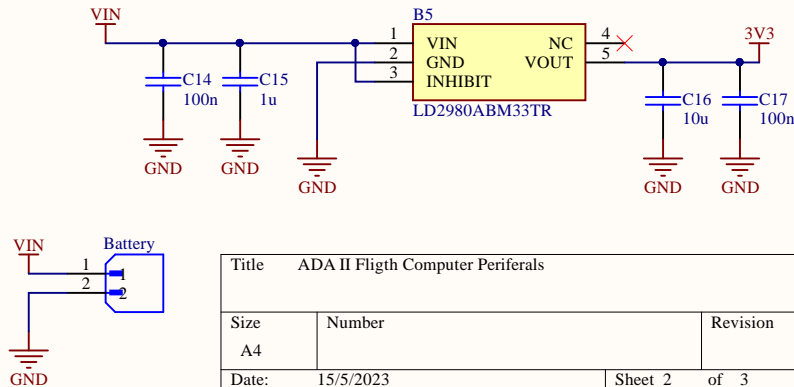 VIN
B5
3V3
1
VIN
NC
4
2
GND
VOUT
5
3
INHIBIT
LD2980ABM33TR
C14
100n
C15
1u
C16
10u
C17
100n
GND
GND
GND
GND
GND
VIN
Battery
1
1
2
2
GND
Title ADA II Fligth Computer Periferals
Size
Number
Revision
A4
Date: 15/5/2023
Sheet 2 of 3